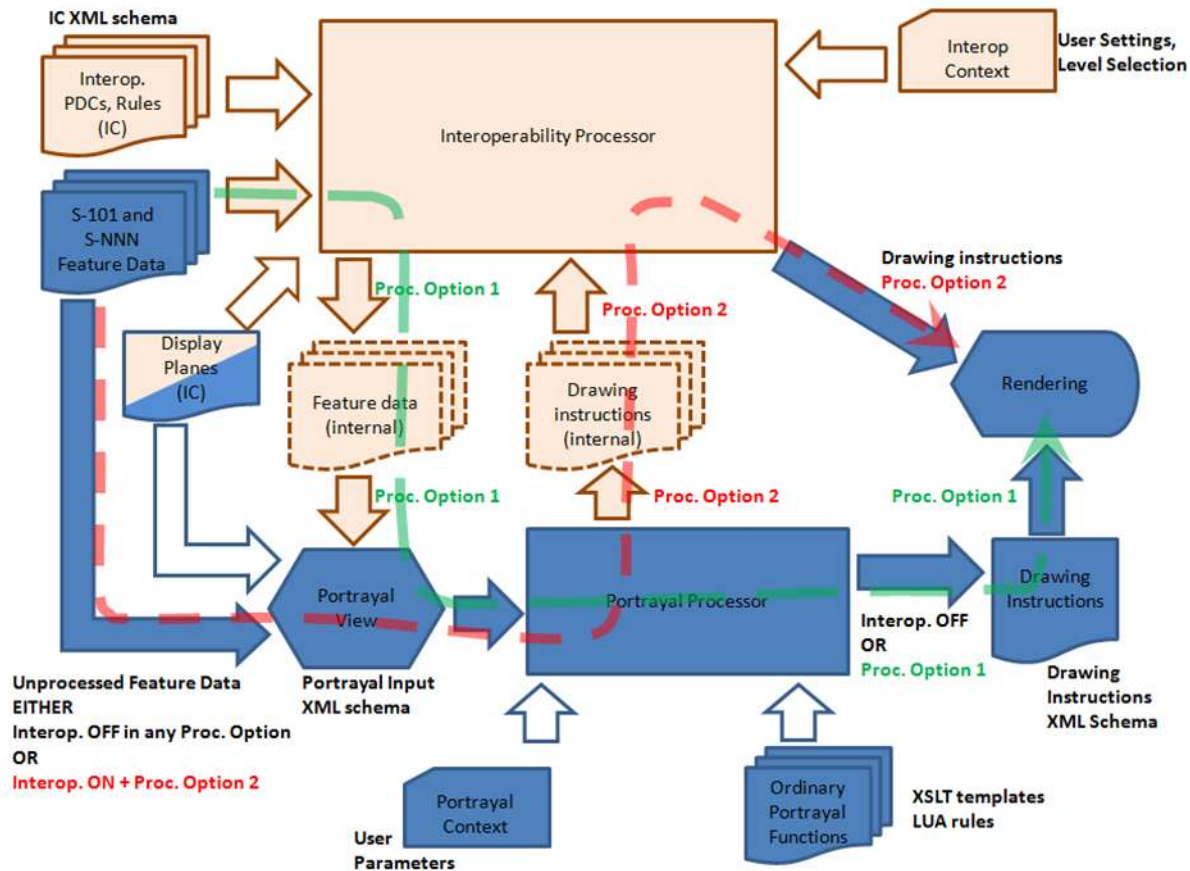 IC XML schema
Interop.
PDCs, Rules
(IC)
Interoperability Processor
Interop
Context
User Settings,
Level Selection
S-101 and
S-NNN
Feature Data
Proc. Option 1
Proc. Option 2
Drawing instructions
Proc. Option 2
Display
Planes
(IC)
Feature data
(internal)
Drawing
instructions
(internal)
Rendering
Proc. Option 1
Proc. Option 2
Proc. Option 1
Portrayal
View
Portrayal Processor
Drawing
Instructions
Interop. OFF
OR
Proc. Option 1
Unprocessed Feature Data
EITHER
Interop. OFF in any Proc. Option
OR
Interop. ON + Proc. Option 2
Portrayal Input
XML schema
Drawing
Instructions
XML Schema
Portrayal
Context
User
Parameters
Ordinary
Portrayal
Functions
XSLT templates
LUA rules